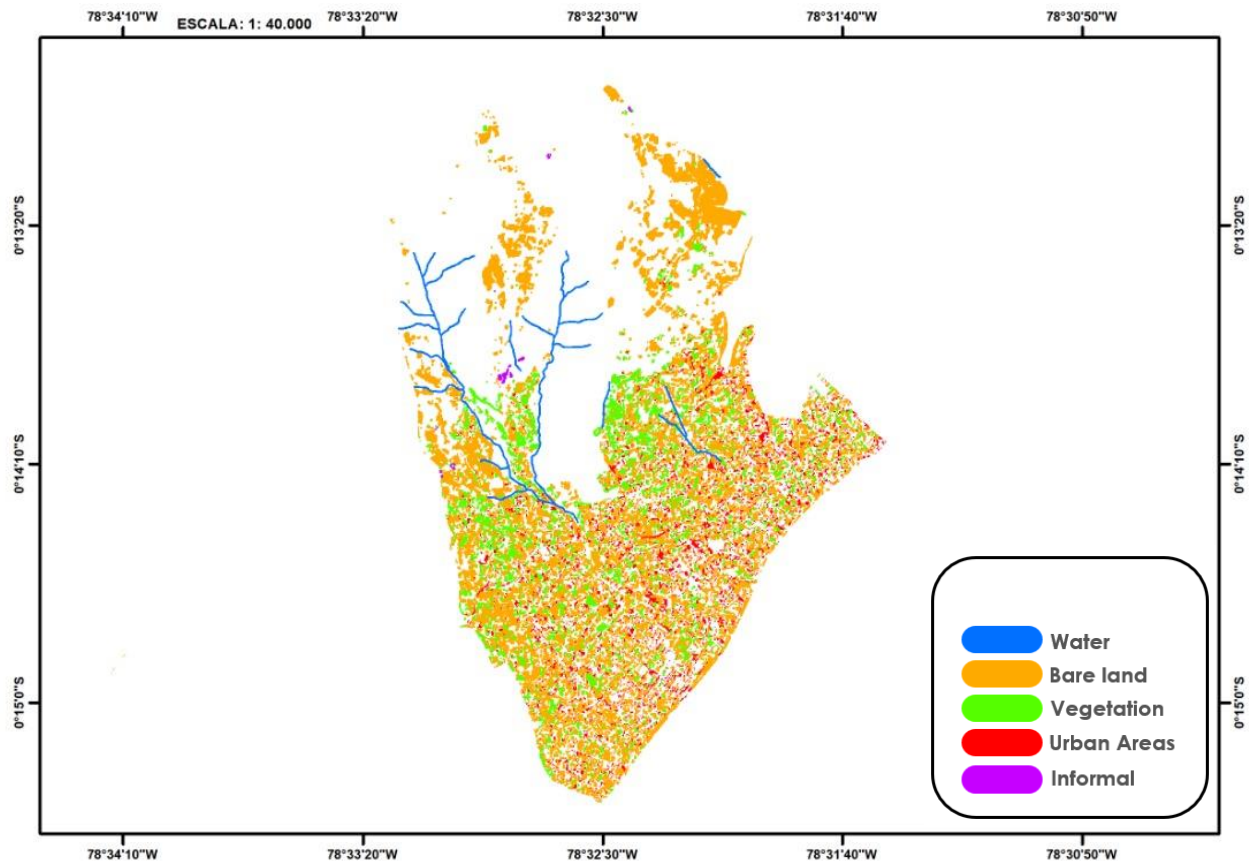 78°34'10"W 78°33'20"W 78°32'30"W 78°31'40"W 78°30'50"W
ESCALA: 1: 40.000
0°13'20"S 0°13'20"S
0°14'10"S 0°14'10"S
0°15'0"S 0°15'0"S
Water
Bare land
Vegetation
Urban Areas
Informal
78°34'10"W 78°33'20"W 78°32'30"W 78°31'40"W 78°30'50"W